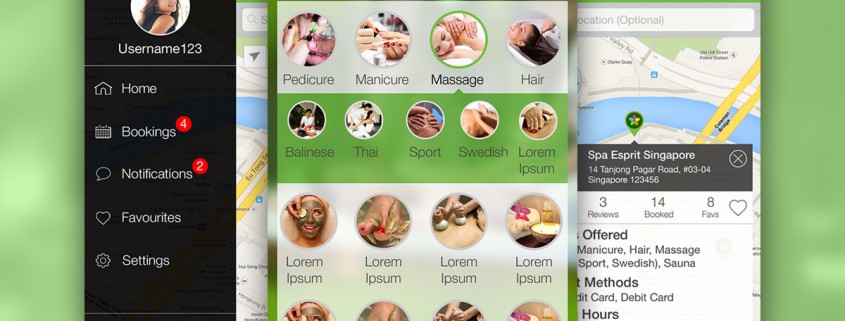 Username123
Home
Bookings
4
Notifications
2
Favourites
Settings
S
Pedicure
Manicure
Massage
Hair
Balinese
Thai
Sport
Swedish
Lorem
Ipsum
Lorem
Ipsum
Lorem
Ipsum
Lorem
Ipsum
Lorem
Ipsum
ocation (Optional)
Clarke Quay
Spa Esprit Singapore
14 Tanjong Pagar Road, #03-04
Singapore 123456
3
Reviews
14
Booked
8
Favs
s Offered
Manicure, Hair, Massage
Sport, Swedish), Sauna
t Methods
dit Card, Debit Card
Hours